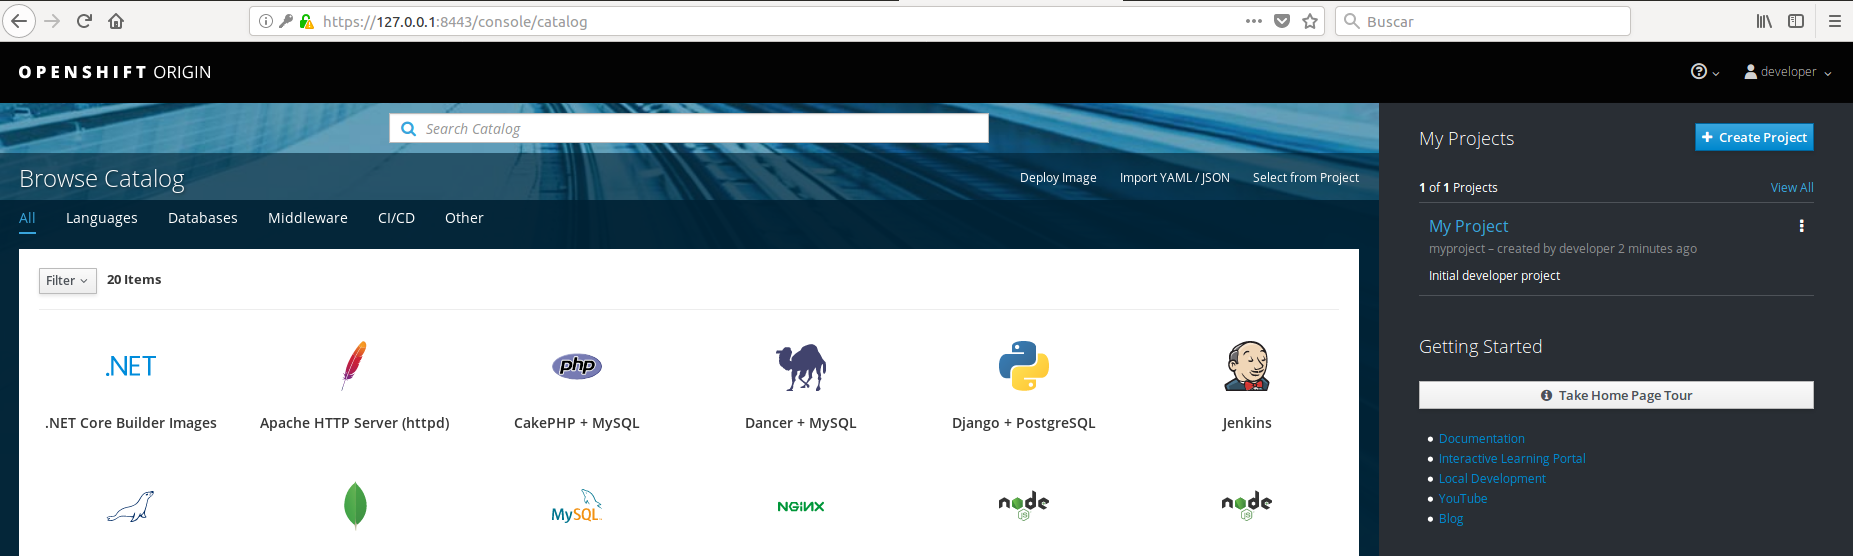 https://127.0.0.1:8443/console/catalog
Buscar
OPENSHIFT ORIGIN
developer
Search Catalog
Browse Catalog
Deploy Image Import YAML / JSON Select from Project
All Languages Databases Middleware CI/CD Other
Filter 20 Items
.NET
php
.NET Core Builder Images
Apache HTTP Server (httpd)
CakePHP + MySQL
Dancer + MySQL
Django + PostgreSQL
Jenkins
MySQL
NGINX
node
JS
node
JS
My Projects
Create Project
1 of 1 Projects View All
My Project
myproject – created by developer 2 minutes ago
Initial developer project
Getting Started
Take Home Page Tour
Documentation
Interactive Learning Portal
Local Development
YouTube
Blog